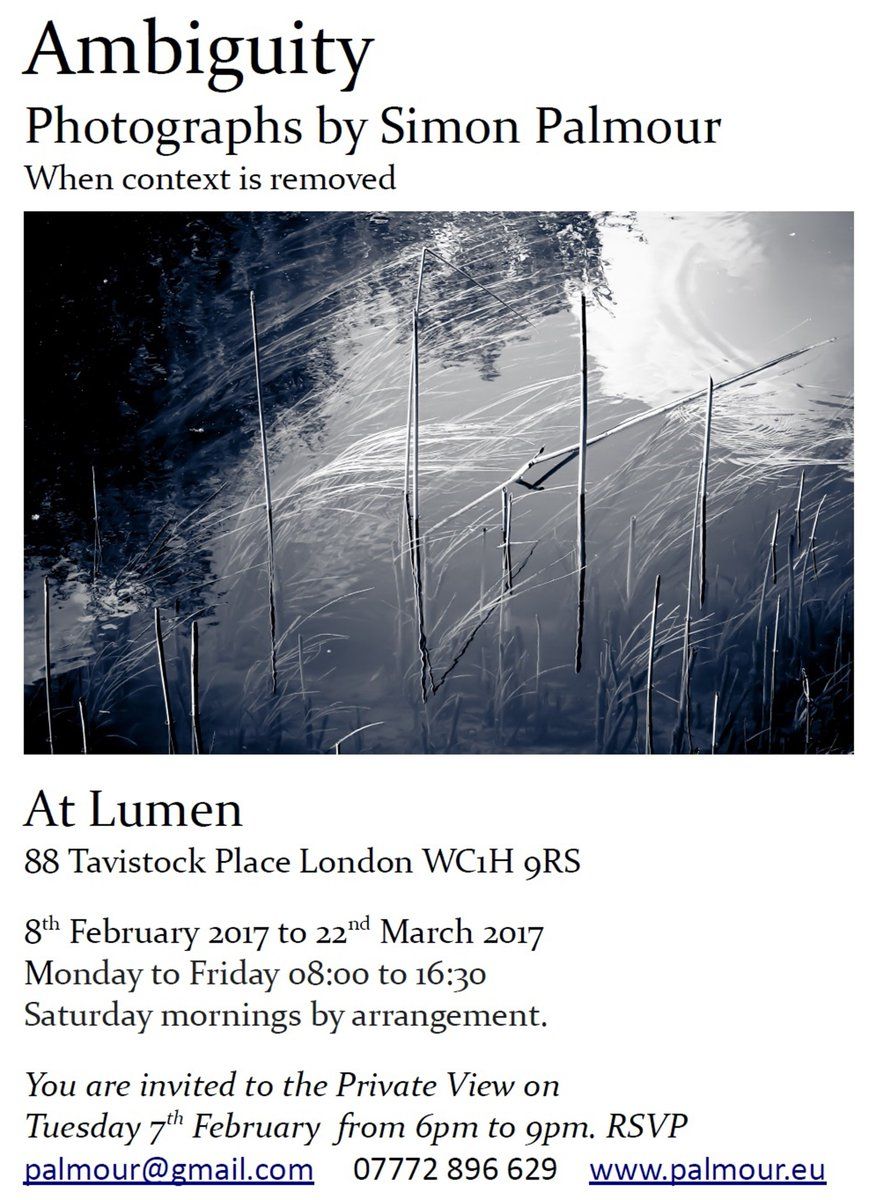 Ambiguity
Photographs by Simon Palmour
When context is removed
At Lumen
88 Tavistock Place London WC1H 9RS
8th February 2017 to 22nd March 2017
Monday to Friday 08:00 to 16:30
Saturday mornings by arrangement.
You are invited to the Private View on
Tuesday 7th February from 6pm to 9pm. RSVP
palmour@gmail.com 07772 896 629 www.palmour.eu